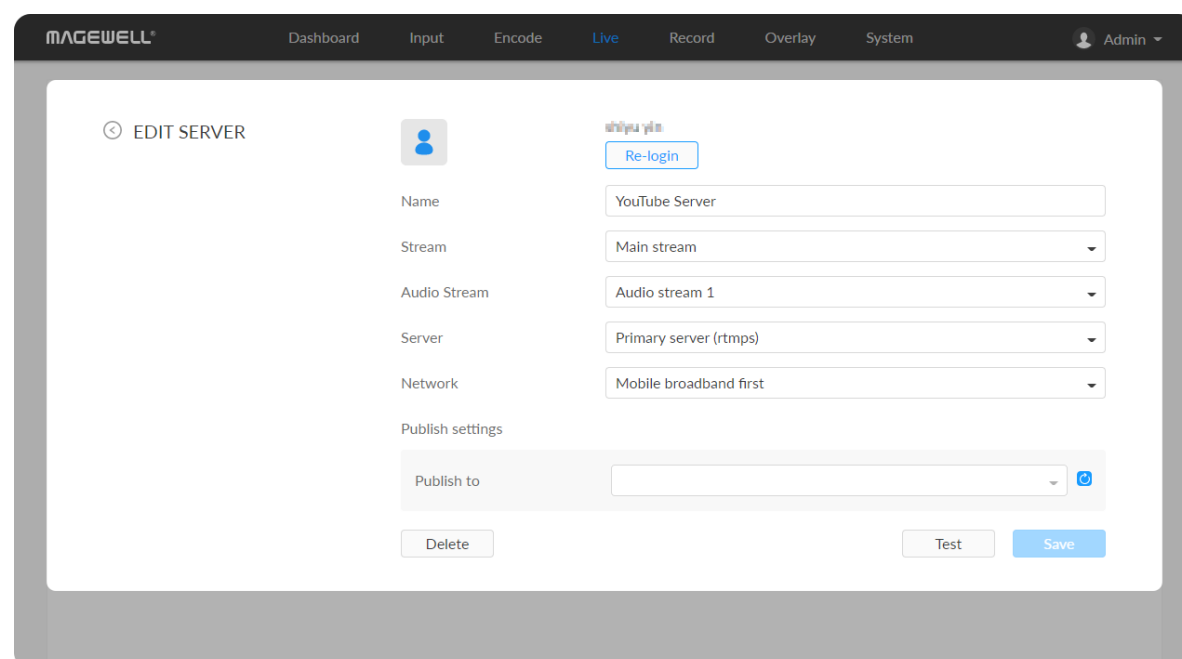 MAGEWELL®
Dashboard Input Encode Live Record Overlay System Admin
EDIT SERVER
Re-login
Name YouTube Server
Stream Main stream
Audio Stream Audio stream 1
Server Primary server (rtmps)
Network Mobile broadband first
Publish settings
Publish to
Delete Test Save